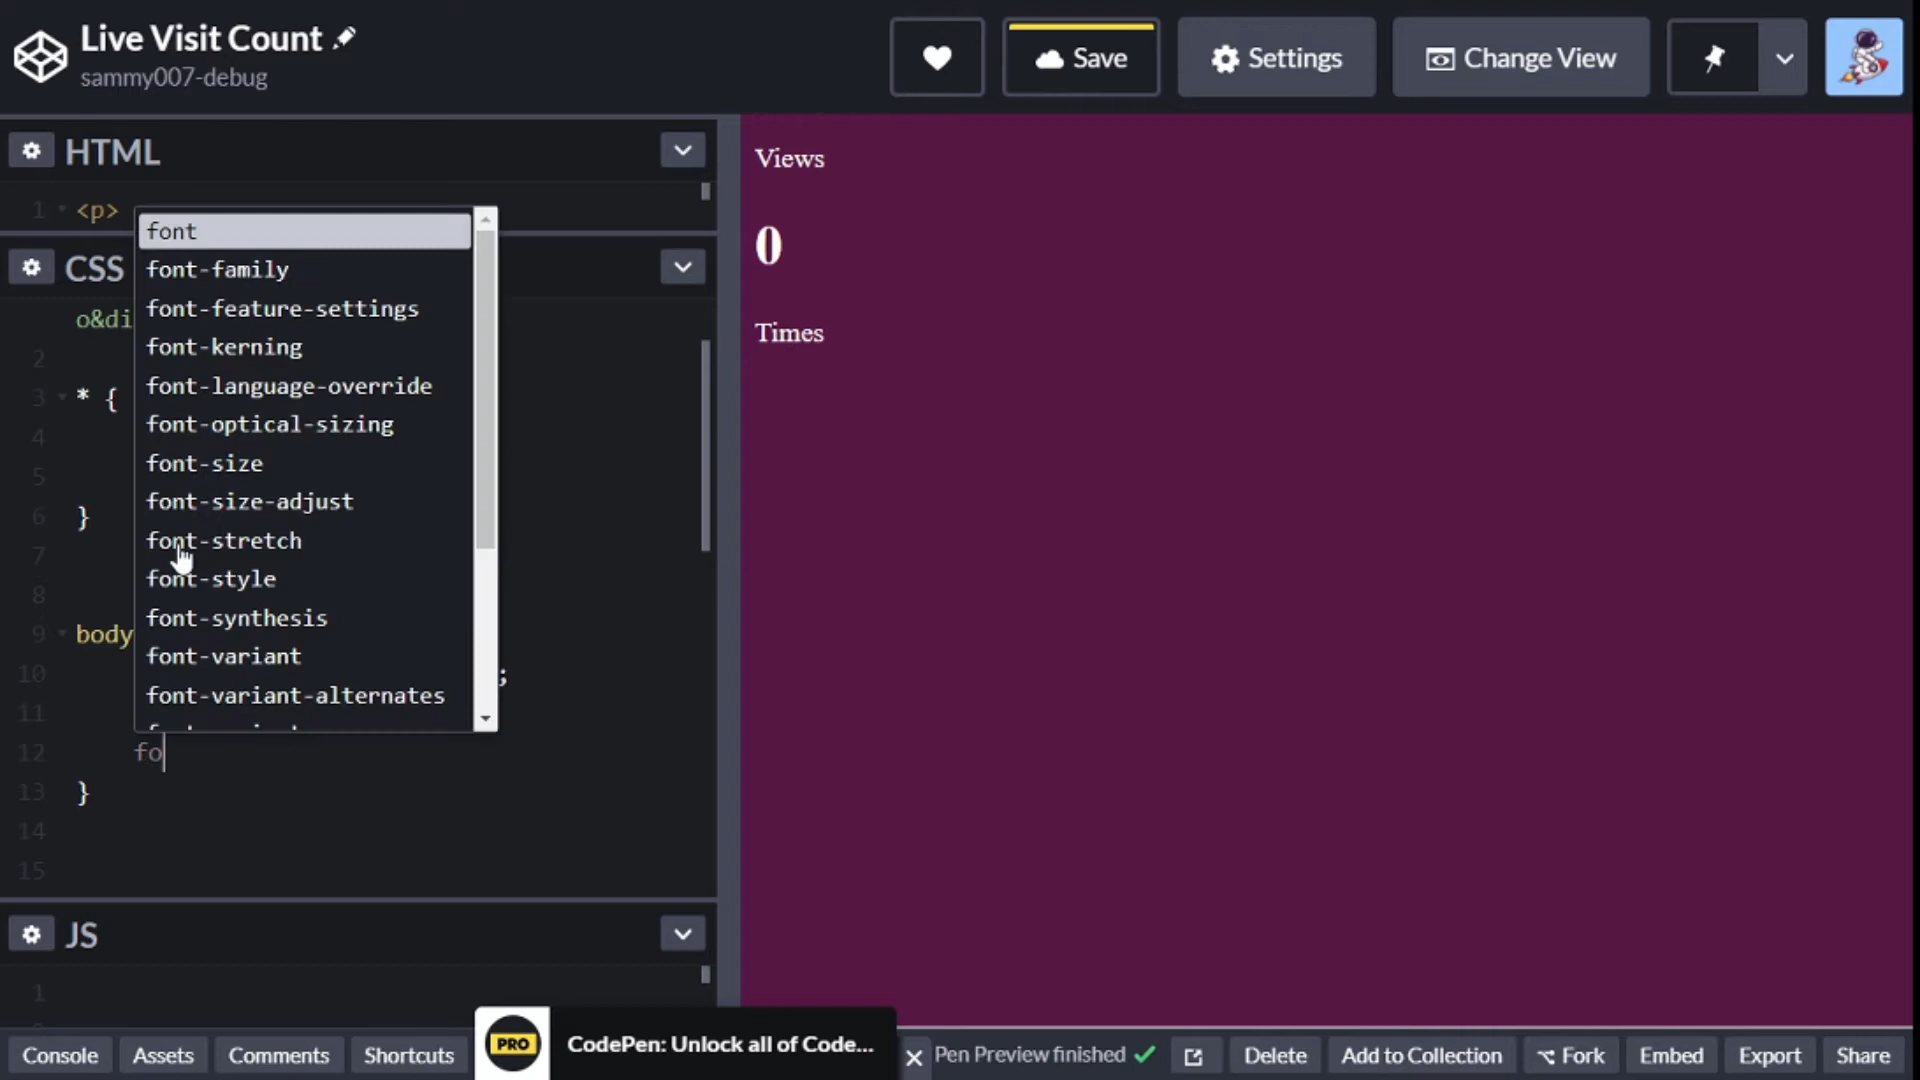 Live Visit Count
sammy007-debug
Save
Settings
Change View
HTML
1 <p>
CSS
o&di
2
3 * {
4
5
6 }
7
8
9 body
10 ;
11
12 fo
13 }
14
15
font
font-family
font-feature-settings
font-kerning
font-language-override
font-optical-sizing
font-size
font-size-adjust
font-stretch
font-style
font-synthesis
font-variant
font-variant-alternates
JS
1
Views
0
Times
Console
Assets
Comments
Shortcuts
PRO
CodePen: Unlock all of Code...
Pen Preview finished
Delete
Add to Collection
Fork
Embed
Export
Share